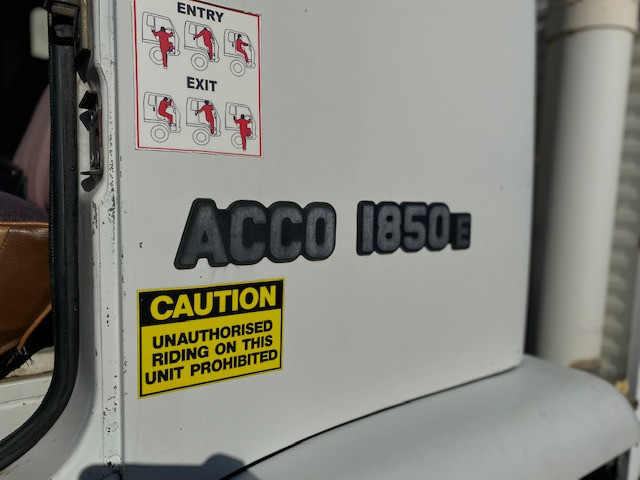 ENTRY
EXIT
ACCO 1850E
CAUTION
UNAUTHORISED
RIDING ON THIS
UNIT PROHIBITED